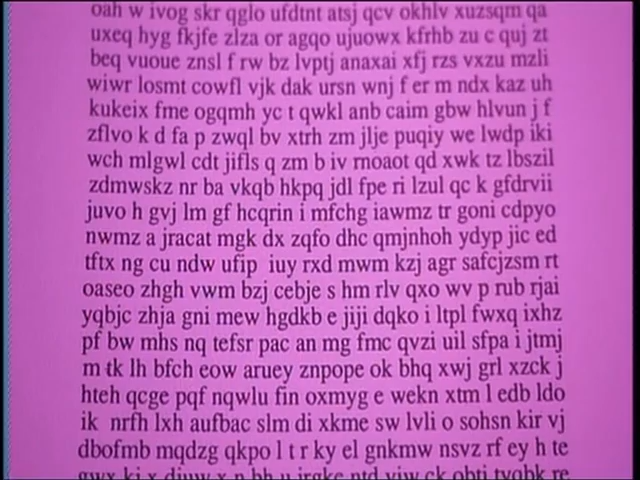 oah w ivog skr qglo ufdtnt atsj qcv okhlv xuzsqm qa
uxeq hyg fkjfe zlza or agqo ujuowx kfrhb zu c quj zt
beq vuoue znsl f rw bz lvptj anaxai xfj rzs vxzu mzli
wiwr losmt cowfl vjk dak ursn wnj f er m ndx kaz uh
kukeix fme ogqmh yc t qwkl anb caim gbw hlvun j f
zflvo k d fa p zwql bv xtrh zm jlje puqiy we lwdp iki
wch mlgwl cdt jifls q zm b iv rnoaot qd xwk tz lbszil
zdmwskz nr ba vkqb hkpq jdl fpe ri lzul qc k gfdrvii
juvo h gvj lm gf hcqrin i mfchg iawmz tr goni cdpyo
nwmz a jracat mgk dx zqfo dhc qmjnhoh ydyp jic ed
tftx ng cu ndw ufip iuy rxd mwm kzj agr safcjzsm rt
oaseo zhgh vwm bzj cebje s hm rlv qxo wv p rub rjai
yqbjc zhja gni mew hgdkb e jiji dqko i ltpl fwxq ixhz
pf bw mhs nq tefsr pac an mg fmc qvzi uil sfpa i jtmj
m tk lh bfch eow aruey znpope ok bhq xwj grl xzck j
hteh qcge pqf nqwlu fin oxmyg e wekn xtm l edb ldo
ik nrfh lxh aufbac slm di xkme sw lvli o sohsn kir vj
dbofmb mqdzg qkpo l t r ky el gnkmw nsvz rf ey h te